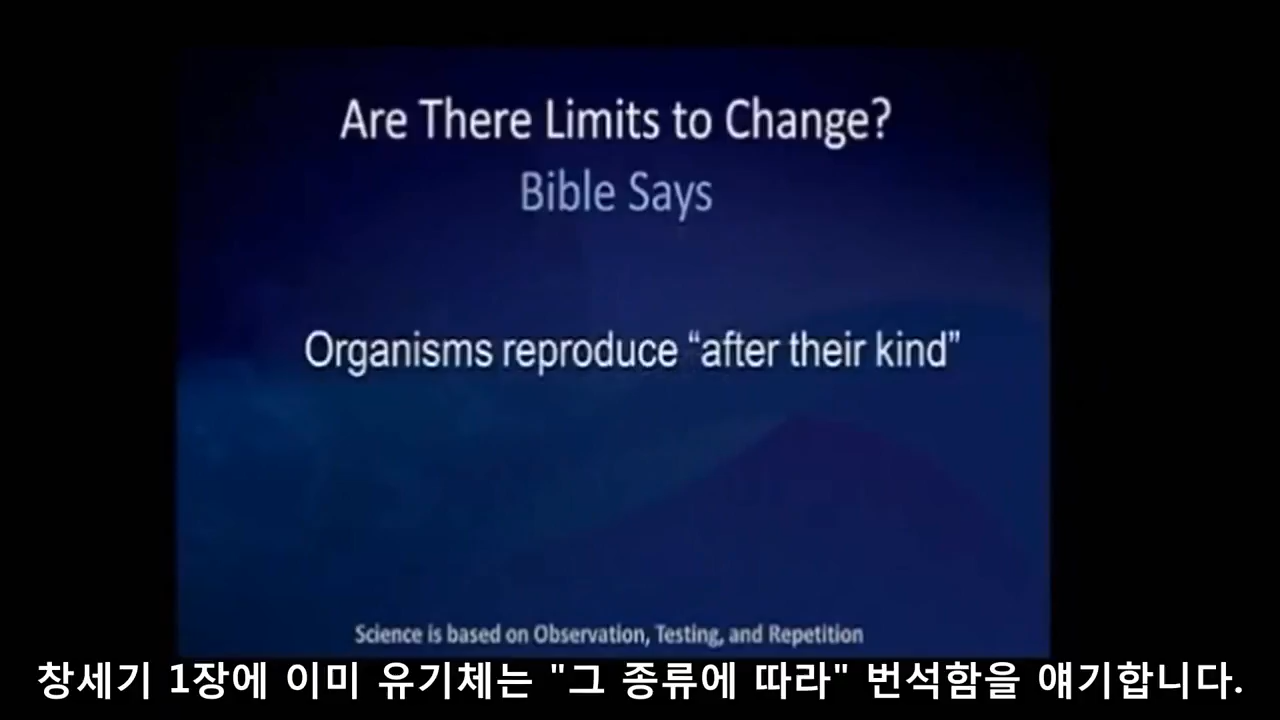 Are There Limits to Change?
Bible Says
Organisms reproduce “after their kind”
Science is based on Observation, Testing, and Repetition
창세기 1장에 이미 유기체는 "그 종류에 따라" 번석함을 얘기합니다.